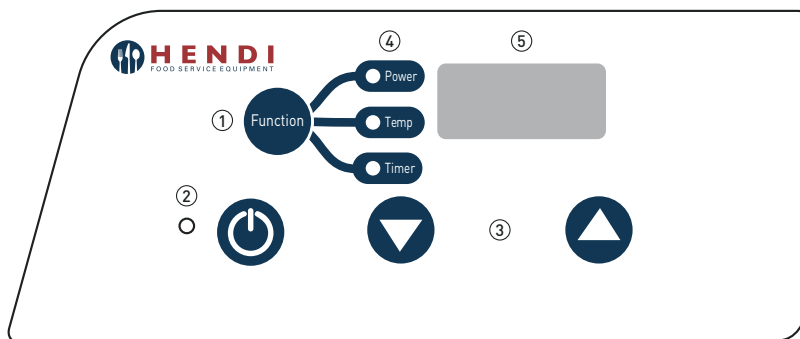 ④
⑤
HENDI
FOOD SERVICE EQUIPMENT
Power
①
Function
Temp
Timer
②
③